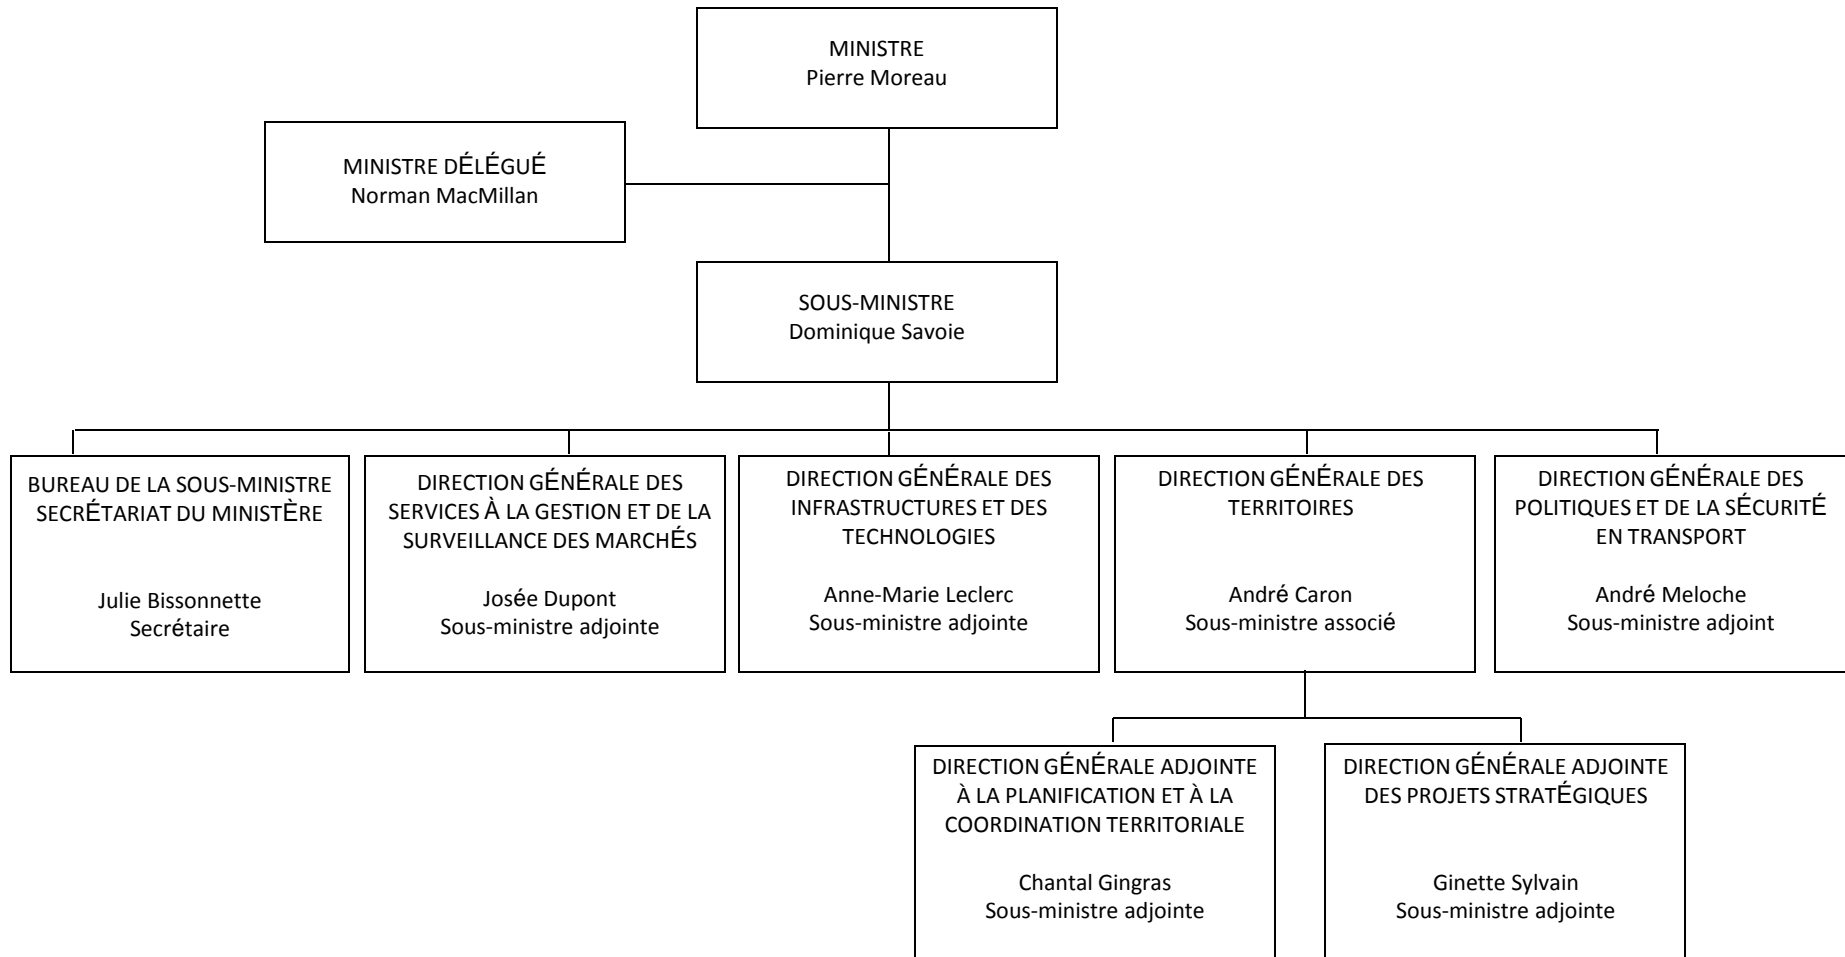 MINISTRE
Pierre Moreau
MINISTRE DÉLÉGUÉ
Norman MacMillan
SOUS-MINISTRE
Dominique Savoie
BUREAU DE LA SOUS-MINISTRE
SECRÉTARIAT DU MINISTÈRE
Julie Bissonnette
Secrétaire
DIRECTION GÉNÉRALE DES
SERVICES À LA GESTION ET DE LA
SURVEILLANCE DES MARCHÉS
Josée Dupont
Sous-ministre adjointe
DIRECTION GÉNÉRALE DES
INFRASTRUCTURES ET DES
TECHNOLOGIES
Anne-Marie Leclerc
Sous-ministre adjointe
DIRECTION GÉNÉRALE DES
TERRITOIRES
André Caron
Sous-ministre associé
DIRECTION GÉNÉRALE DES
POLITIQUES ET DE LA SÉCURITÉ
EN TRANSPORT
André Meloche
Sous-ministre adjoint
DIRECTION GÉNÉRALE ADJOINTE
À LA PLANIFICATION ET À LA
COORDINATION TERRITORIALE
Chantal Gingras
Sous-ministre adjointe
DIRECTION GÉNÉRALE ADJOINTE
DES PROJETS STRATÉGIQUES
Ginette Sylvain
Sous-ministre adjointe